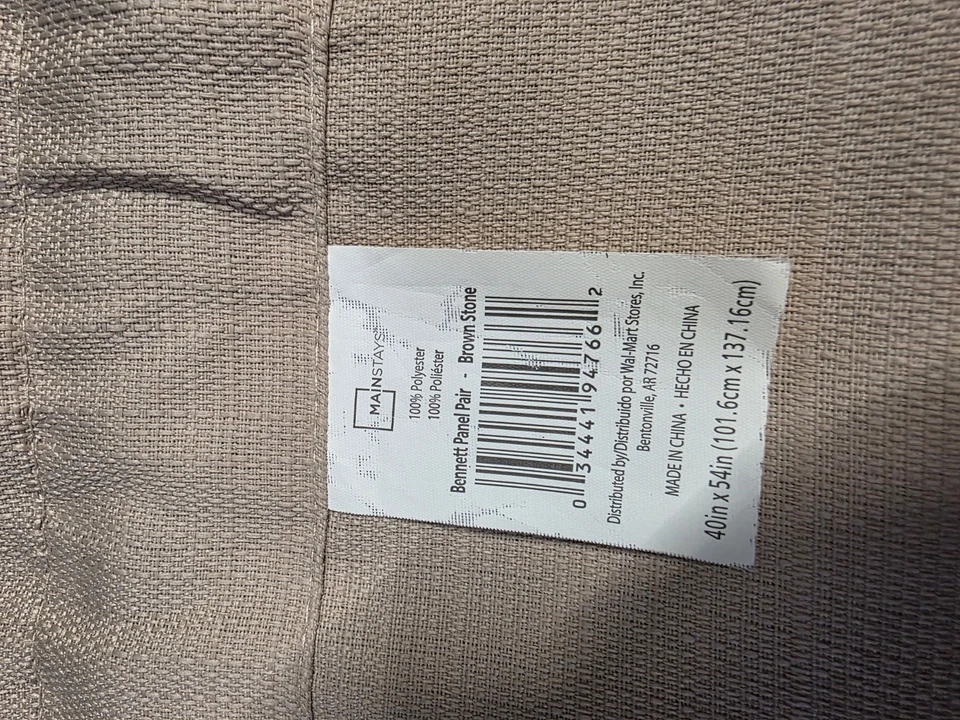 MAINSTAYS
100% Polyester
100% Poliéster
Bennett Panel Pair - Brown Stone
0 34441 94766 2
Distributed by/Distribuido por Wal-Mart Stores, Inc.
Bentonville, AR 72716
MADE IN CHINA • HECHO EN CHINA
40in x 54in (101.6cm x 137.16cm)